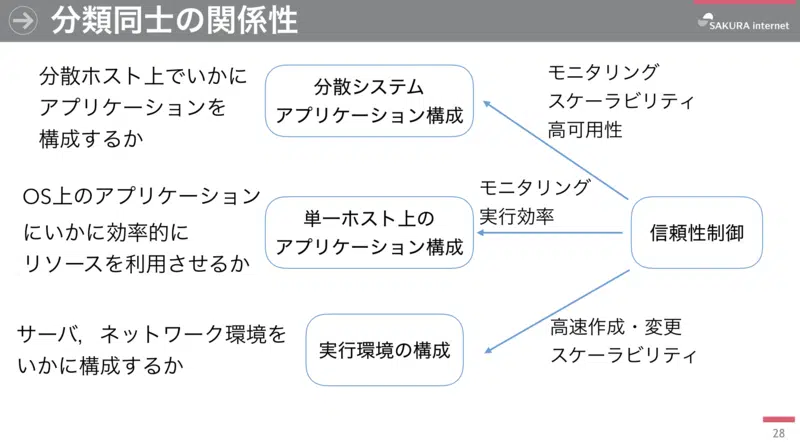 分類同士の関係性
SAKURA internet
分散ホスト上でいかに
アプリケーションを
構成するか
分散システム
アプリケーション構成
モニタリング
スケーラビリティ
高可用性
OS上のアプリケーション
にいかに効率的に
リソースを利用させるか
単一ホスト上の
アプリケーション構成
モニタリング
実行効率
信頼性制御
サーバ，ネットワーク環境を
いかに構成するか
実行環境の構成
高速作成・変更
スケーラビリティ
28